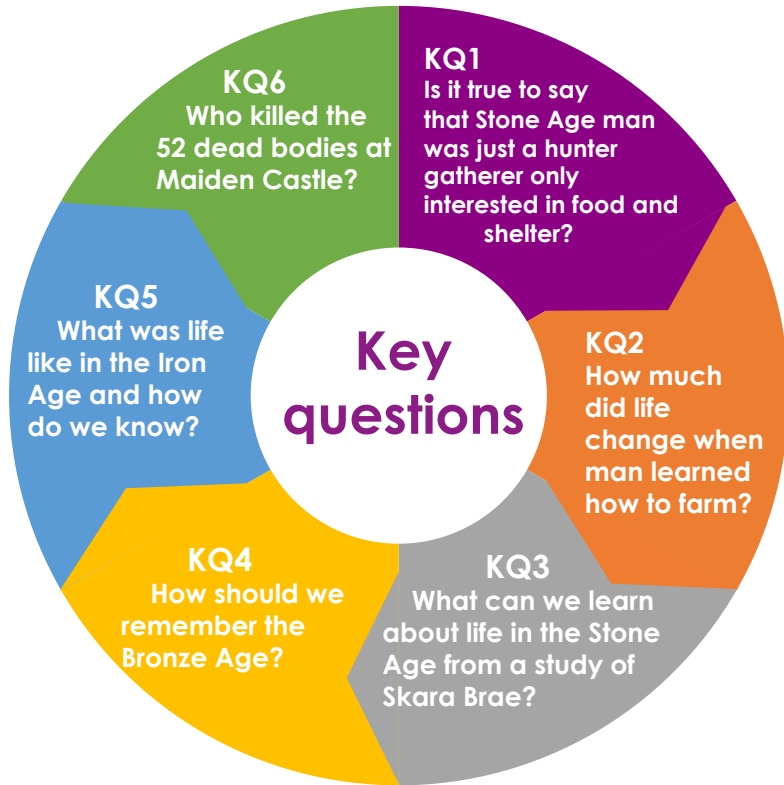 KQ1
Is it true to say
that Stone Age man
was just a hunter
gatherer only
interested in food and
shelter?
KQ2
How much
did life
change when
man learned
how to farm?
KQ3
What can we learn
about life in the Stone
Age from a study of
Skara Brae?
KQ4
How should we
remember the
Bronze Age?
KQ5
What was life
like in the Iron
Age and how
do we know?
KQ6
Who killed the
52 dead bodies at
Maiden Castle?
Key
questions